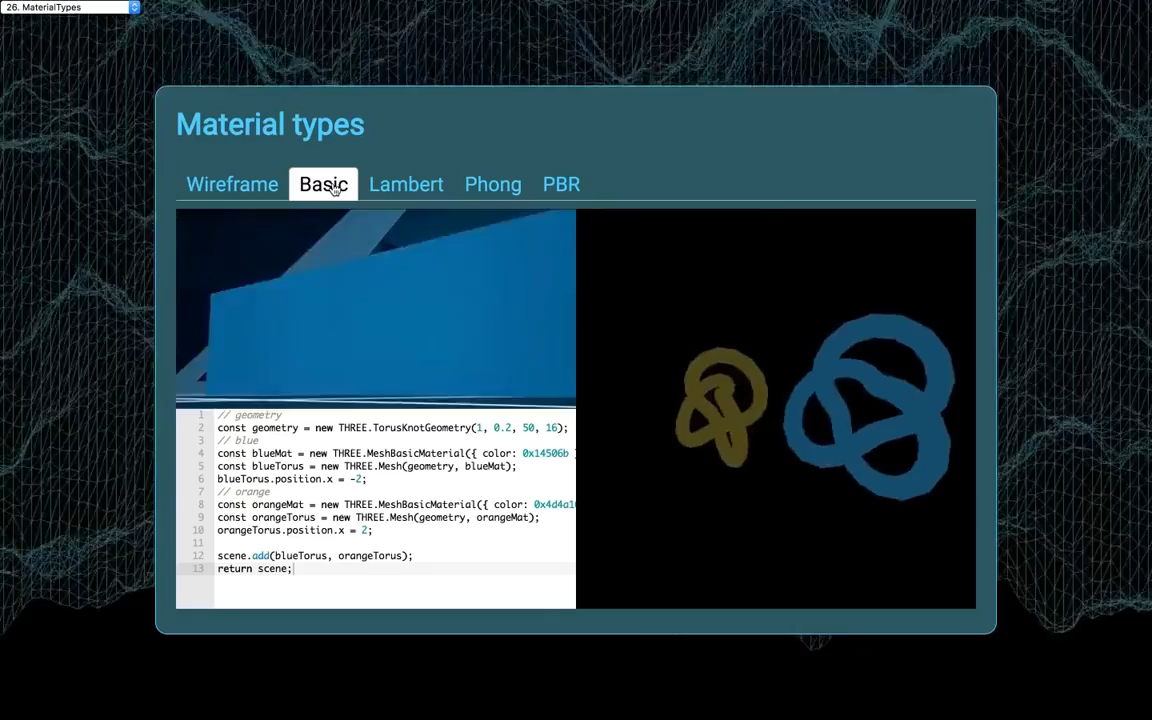 26. MaterialTypes
Material types
Wireframe Basic Lambert Phong PBR
1 // geometry
2 const geometry = new THREE.TorusKnotGeometry(1, 0.2, 50, 16);
3 // blue
4 const blueMat = new THREE.MeshBasicMaterial({ color: 0x14506b }
5 const blueTorus = new THREE.Mesh(geometry, blueMat);
6 blueTorus.position.x = -2;
7 // orange
8 const orangeMat = new THREE.MeshBasicMaterial({ color: 0x4d4a1
9 const orangeTorus = new THREE.Mesh(geometry, orangeMat);
10 orangeTorus.position.x = 2;
11
12 scene.add(blueTorus, orangeTorus);
13 return scene;